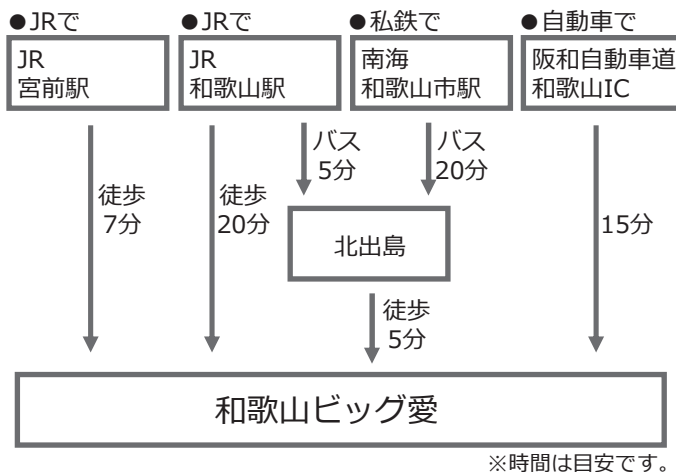 ●JRで
JR
宮前駅
●JRで
JR
和歌山駅
●私鉄で
南海
和歌山市駅
●自動車で
阪和自動車道
和歌山IC
徒歩
7分
徒歩
20分
バス
5分
バス
20分
15分
北出島
徒歩
5分
和歌山ビッグ愛
※時間は目安です。